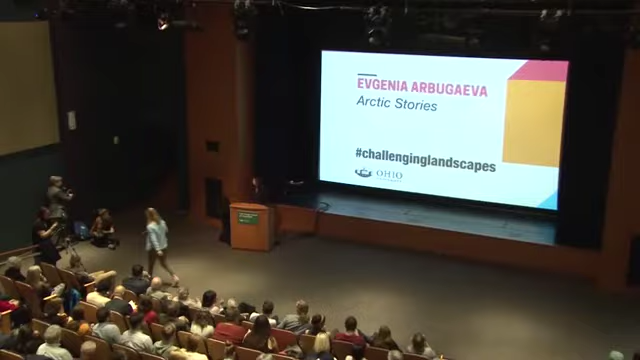 EVGENIA ARBUGAEVA
Arctic Stories
#challenginglandscapes
OHIO